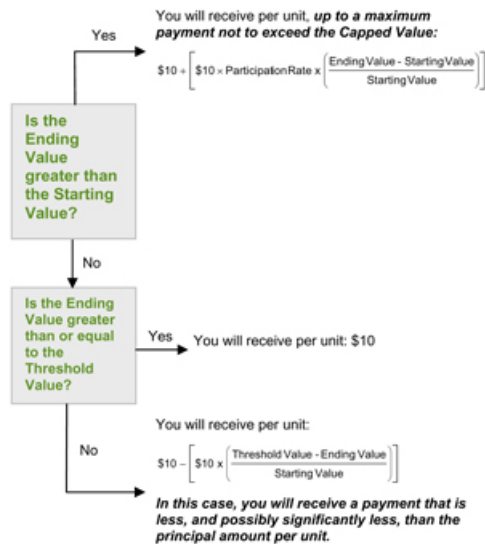 You will receive per unit, up to a maximum
payment not to exceed the Capped Value:
Yes
$10 + [ $10 × Participation Rate x ( Ending Value - Starting Value / Starting Value ) ]
Is the
Ending
Value
greater than
the Starting
Value?
No
Is the Ending
Value greater
than or equal
to the
Threshold
Value?
Yes
You will receive per unit: $10
You will receive per unit:
No
$10 – [ $10 x ( Threshold Value - Ending Value / Starting Value ) ]
In this case, you will receive a payment that is
less, and possibly significantly less, than the
principal amount per unit.